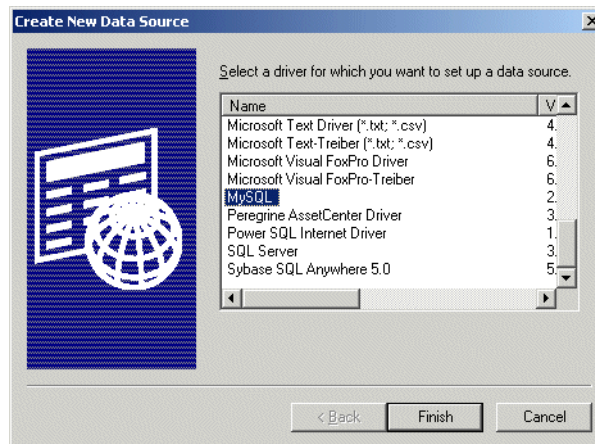 Create New Data Source
Select a driver for which you want to set up a data source.
Name V
Microsoft Text Driver (*.txt; *.csv) 4.
Microsoft Text-Treiber (*.txt; *.csv) 4.
Microsoft Visual FoxPro Driver 6.
Microsoft Visual FoxPro-Treiber 6.
MySQL 2.
Peregrine AssetCenter Driver 3.
Power SQL Internet Driver 1.
SQL Server 3.
Sybase SQL Anywhere 5.0 5.
< Back Finish Cancel